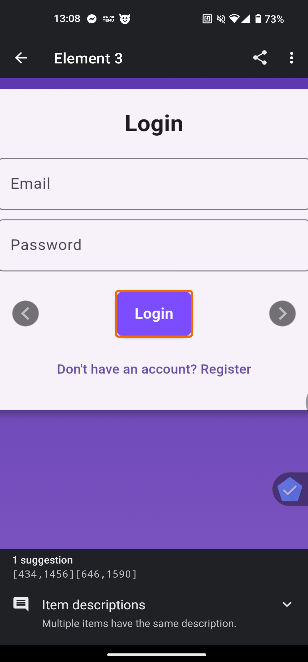 13:08
73%
Element 3
Login
Email
Password
Login
Don't have an account? Register
1 suggestion
[434,1456][646,1590]
Item descriptions
Multiple items have the same description.